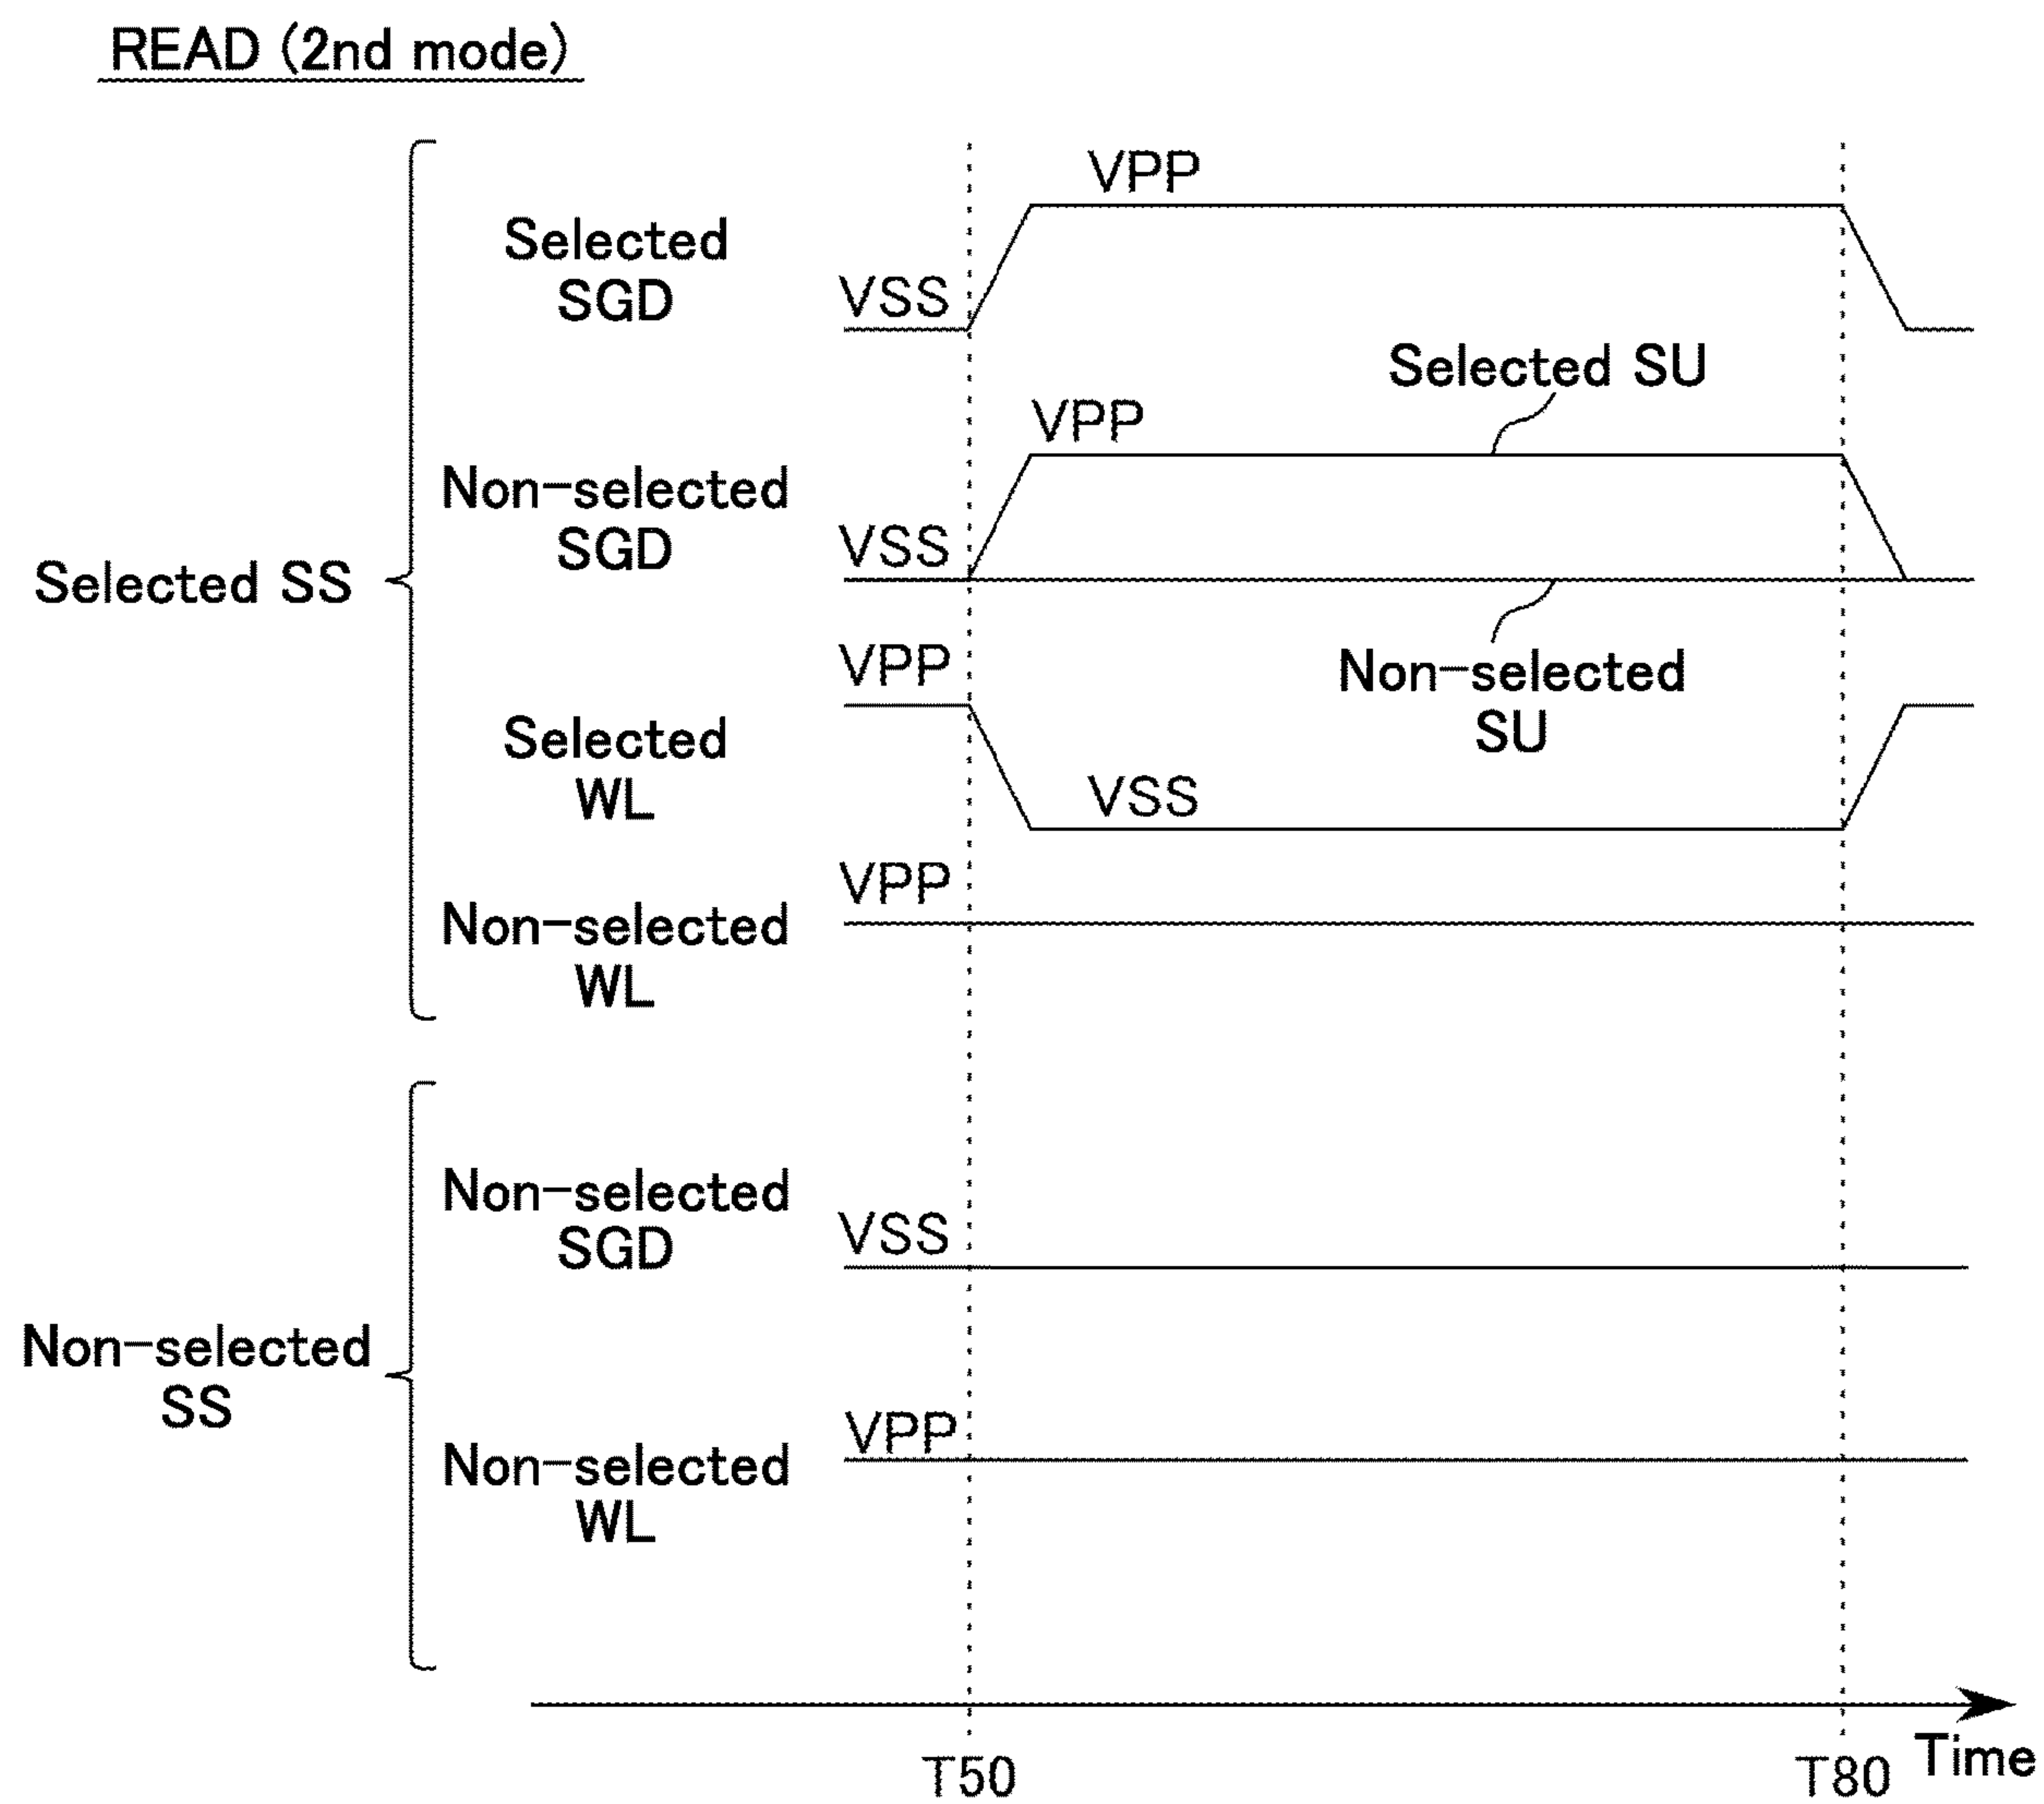 READ (2nd mode)
VPP
Selected
SGD
VSS
Selected SU
VPP
Non-selected
SGD
VSS
Selected SS
Non-selected
SU
VPP
Selected
WL
VSS
VPP
Non-selected
WL
Non-selected
SGD
VSS
Non-selected
SS
VPP
Non-selected
WL
T50
T80
Time